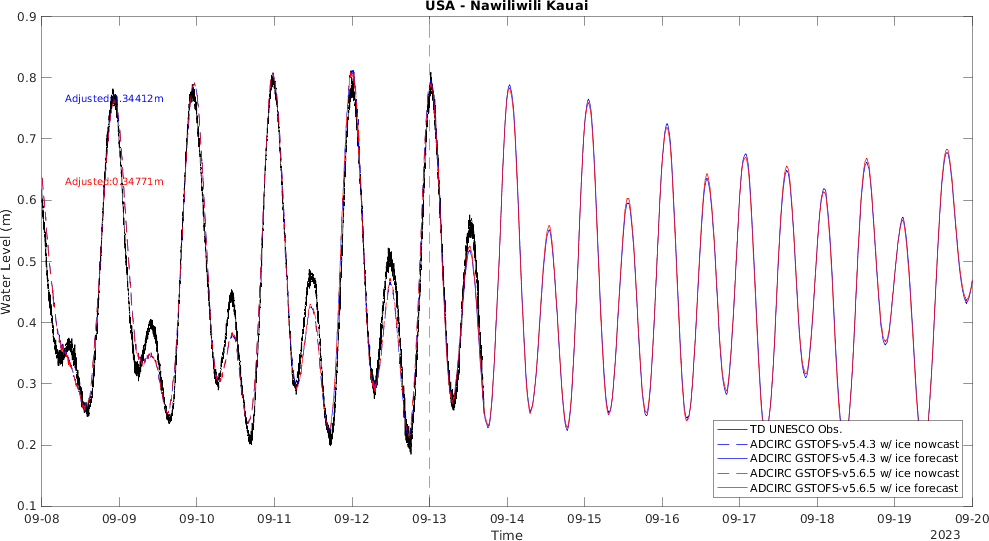 USA - Nawiliwili Kauai
0.9
0.8
0.7
0.6
0.5
0.4
0.3
0.2
0.1
Water Level (m)
Adjusted:0.34412m
Adjusted:0.34771m
TD UNESCO Obs.
ADCIRC GSTOFS-v5.4.3 w/ ice nowcast
ADCIRC GSTOFS-v5.4.3 w/ ice forecast
ADCIRC GSTOFS-v5.6.5 w/ ice nowcast
ADCIRC GSTOFS-v5.6.5 w/ ice forecast
09-08 09-09 09-10 09-11 09-12 09-13 09-14 09-15 09-16 09-17 09-18 09-19 09-20
Time
2023